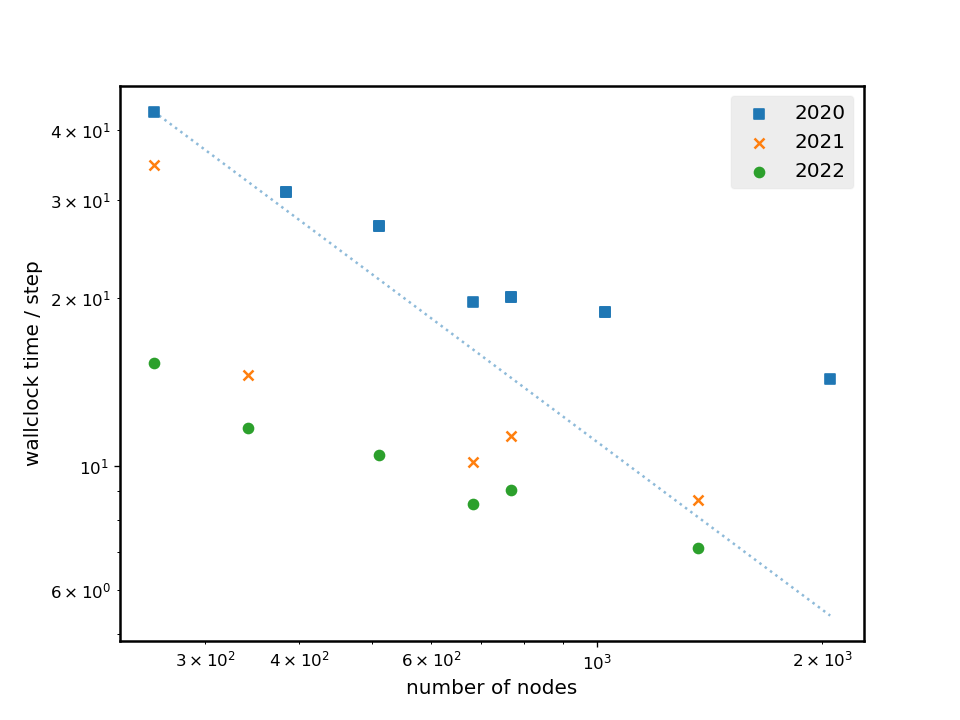 2020
2021
2022
4 × 10¹
3 × 10¹
2 × 10¹
10¹
6 × 10⁰
wallclock time / step
3 × 10² 4 × 10² 6 × 10² 10³ 2 × 10³
number of nodes